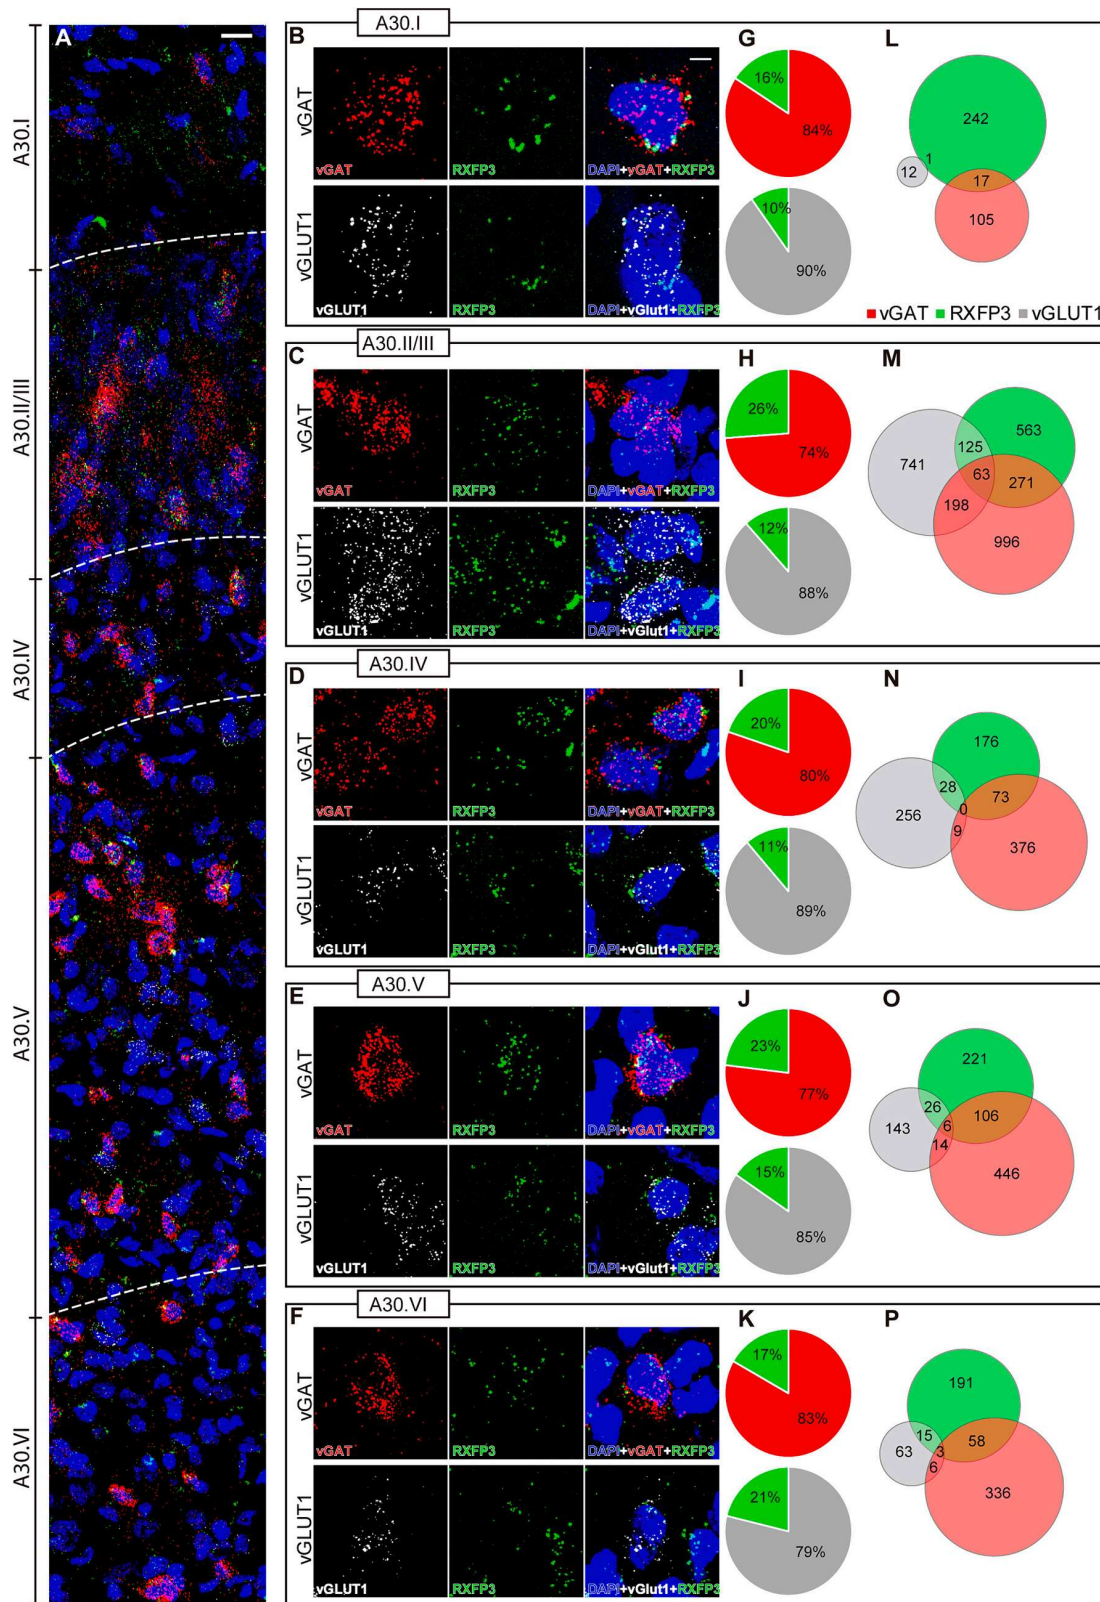 A
A30.I
A30.II/III
A30.IV
A30.V
A30.VI
A30.I
B
vGAT
vGAT
RXFP3
DAPI+vGAT+RXFP3
vGLUT1
vGLUT1
RXFP3
DAPI+vGlut1+RXFP3
G
16%
84%
10%
90%
L
242
1
12
17
105
vGAT RXFP3 vGLUT1
A30.II/III
C
vGAT
vGAT
RXFP3
DAPI+vGAT+RXFP3
vGLUT1
vGLUT1
RXFP3
DAPI+vGlut1+RXFP3
H
26%
74%
12%
88%
M
563
125
741
63
271
198
996
A30.IV
D
vGAT
vGAT
RXFP3
DAPI+vGAT+RXFP3
vGLUT1
vGLUT1
RXFP3
DAPI+vGlut1+RXFP3
I
20%
80%
11%
89%
N
176
28
73
0
256
9
376
A30.V
E
vGAT
vGAT
RXFP3
DAPI+vGAT+RXFP3
vGLUT1
vGLUT1
RXFP3
DAPI+vGlut1+RXFP3
J
23%
77%
15%
85%
O
221
26
106
143
6
14
446
A30.VI
F
vGAT
vGAT
RXFP3
DAPI+vGAT+RXFP3
vGLUT1
vGLUT1
RXFP3
DAPI+vGlut1+RXFP3
K
17%
83%
21%
79%
P
191
15
58
63
3
6
336